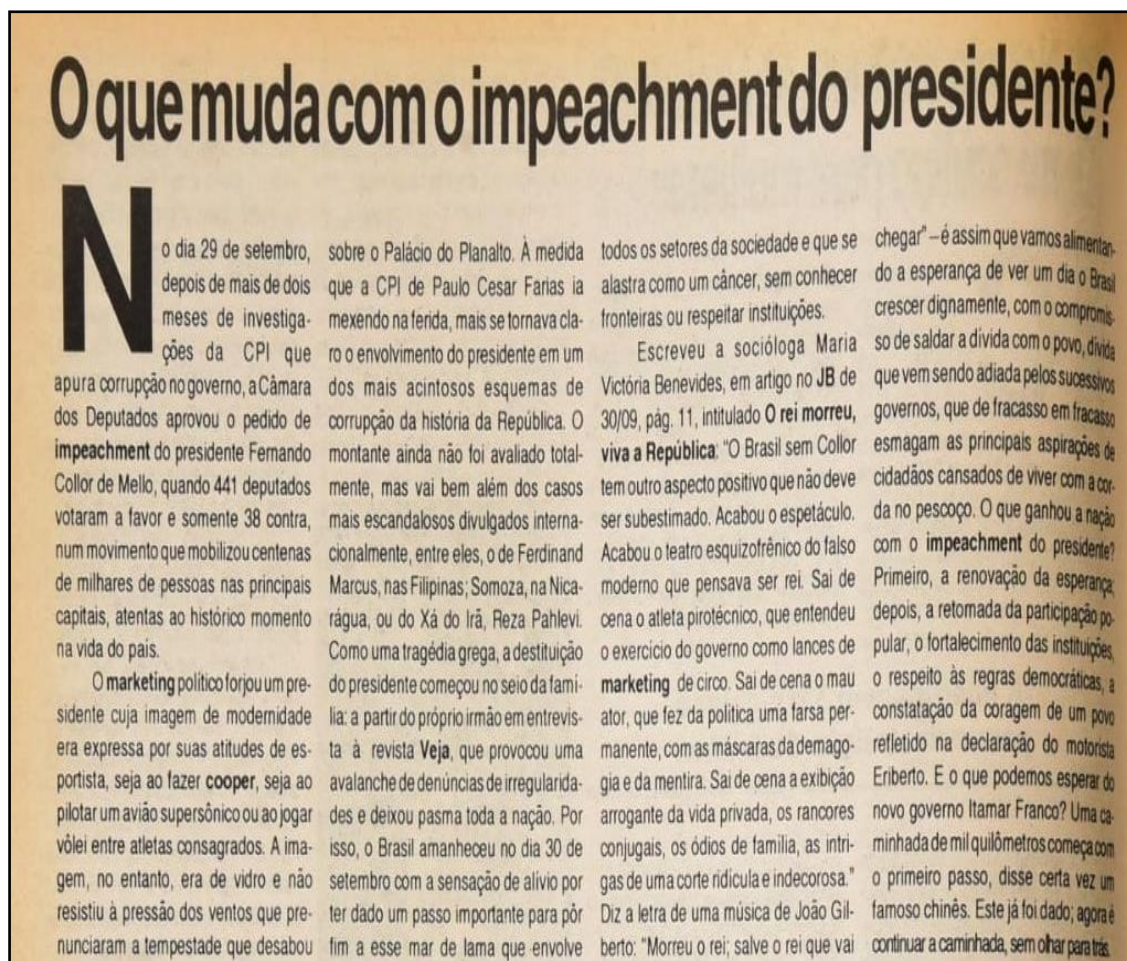 O que muda com o impeachment do presidente?
No dia 29 de setembro,
depois de mais de dois
meses de investiga-
ções da CPI que
apura corrupção no governo, a Câmara
dos Deputados aprovou o pedido de
impeachment do presidente Fernando
Collor de Mello, quando 441 deputados
votaram a favor e somente 38 contra,
num movimento que mobilizou centenas
de milhares de pessoas nas principais
capitais, atentas ao histórico momento
na vida do país.
O marketing político forjou um pre-
sidente cuja imagem de modernidade
era expressa por suas atitudes de es-
portista, seja ao fazer cooper, seja ao
pilotar um avião supersônico ou ao jogar
vôlei entre atletas consagrados. A ima-
gem, no entanto, era de vidro e não
resistiu à pressão dos ventos que pre-
nunciaram a tempestade que desabou
sobre o Palácio do Planalto. À medida
que a CPI de Paulo Cesar Farias ia
mexendo na ferida, mais se tornava cla-
ro o envolvimento do presidente em um
dos mais acintosos esquemas de
corrupção da história da República. O
montante ainda não foi avaliado total-
mente, mas vai bem além dos casos
mais escandalosos divulgados interna-
cionalmente, entre eles, o de Ferdinand
Marcus, nas Filipinas; Somoza, na Nica-
rágua, ou do Xá do Irã, Reza Pahlevi.
Como uma tragédia grega, a destituição
do presidente começou no seio da famí-
lia: a partir do próprio irmão em entrevis-
ta à revista Veja, que provocou uma
avalanche de denúncias de irregularida-
des e deixou pasma toda a nação. Por
isso, o Brasil amanheceu no dia 30 de
setembro com a sensação de alívio por
ter dado um passo importante para pôr
fim a esse mar de lama que envolve
todos os setores da sociedade e que se
alastra como um câncer, sem conhecer
fronteiras ou respeitar instituições.
Escreveu a socióloga Maria
Victória Benevides, em artigo no JB de
30/09, pág. 11, intitulado O rei morreu,
viva a República: "O Brasil sem Collor
tem outro aspecto positivo que não deve
ser subestimado. Acabou o espetáculo.
Acabou o teatro esquizofrênico do falso
moderno que pensava ser rei. Sai de
cena o atleta pirotécnico, que entendeu
o exercício do governo como lances de
marketing de circo. Sai de cena o mau
ator, que fez da política uma farsa per-
manente, com as máscaras da demago-
gia e da mentira. Sai de cena a exibição
arrogante da vida privada, os rancores
conjugais, os ódios de família, as intri-
gas de uma corte ridícula e indecorosa."
Diz a letra de uma música de João Gil-
berto: "Morreu o rei; salve o rei que vai
chegar" – é assim que vamos alimentan-
do a esperança de ver um dia o Brasil
crescer dignamente, com o compromis-
so de saldar a dívida com o povo, dívida
que vem sendo adiada pelos sucessivos
governos, que de fracasso em fracasso
esmagam as principais aspirações de
cidadãos cansados de viver com a cor-
da no pescoço. O que ganhou a nação
com o impeachment do presidente?
Primeiro, a renovação da esperança;
depois, a retomada da participação po-
pular, o fortalecimento das instituições,
o respeito às regras democráticas, a
constatação da coragem de um povo
refletido na declaração do motorista
Eriberto. E o que podemos esperar do
novo governo Itamar Franco? Uma ca-
minhada de mil quilômetros começa com
o primeiro passo, disse certa vez um
famoso chinês. Este já foi dado; agora é
continuar a caminhada, sem olhar para trás.